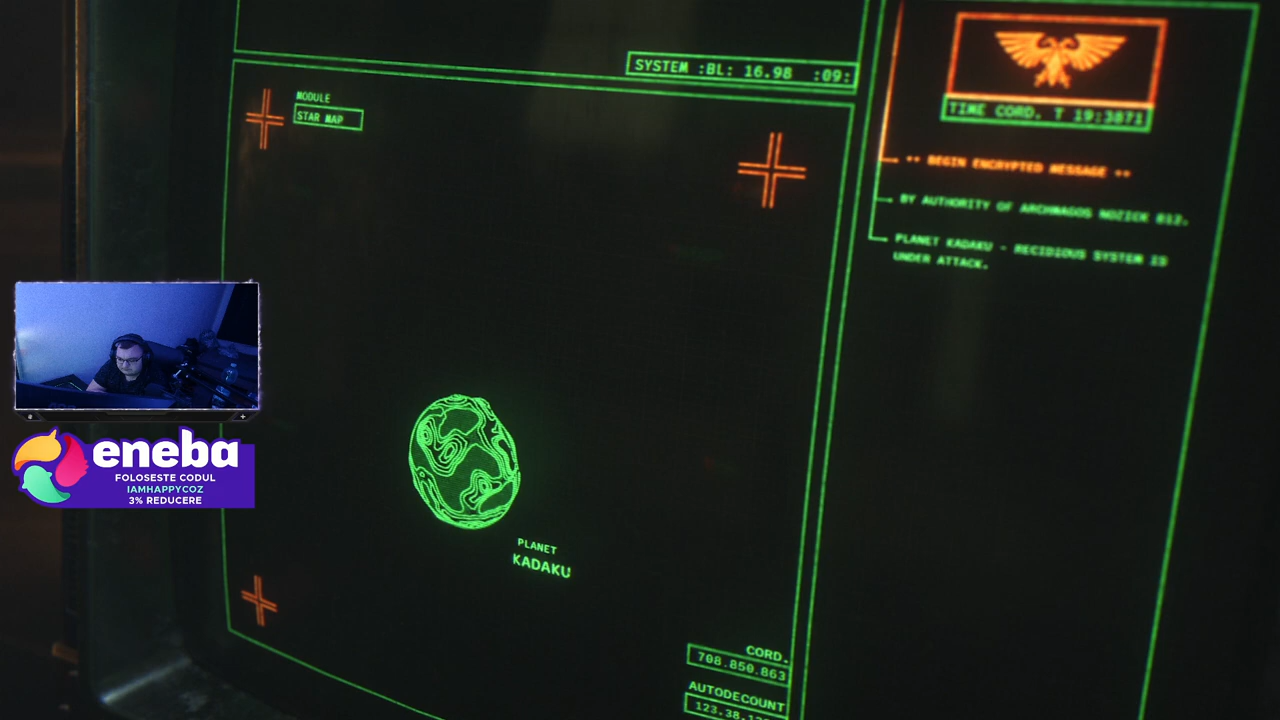 SYSTEM :BL: 16.98 :09:
MODULE
STAR MAP
TIME CORD. T 19:3871
++ BEGIN ENCRYPTED MESSAGE ++
BY AUTHORITY OF ARCHMAGOS NOZICK 812.
PLANET KADAKU - RECIDIOUS SYSTEM IS
UNDER ATTACK.
eneba
FOLOSESTE CODUL
IAMHAPPYCOZ
3% REDUCERE
PLANET
KADAKU
CORD.
708.850.863
AUTODECOUNT